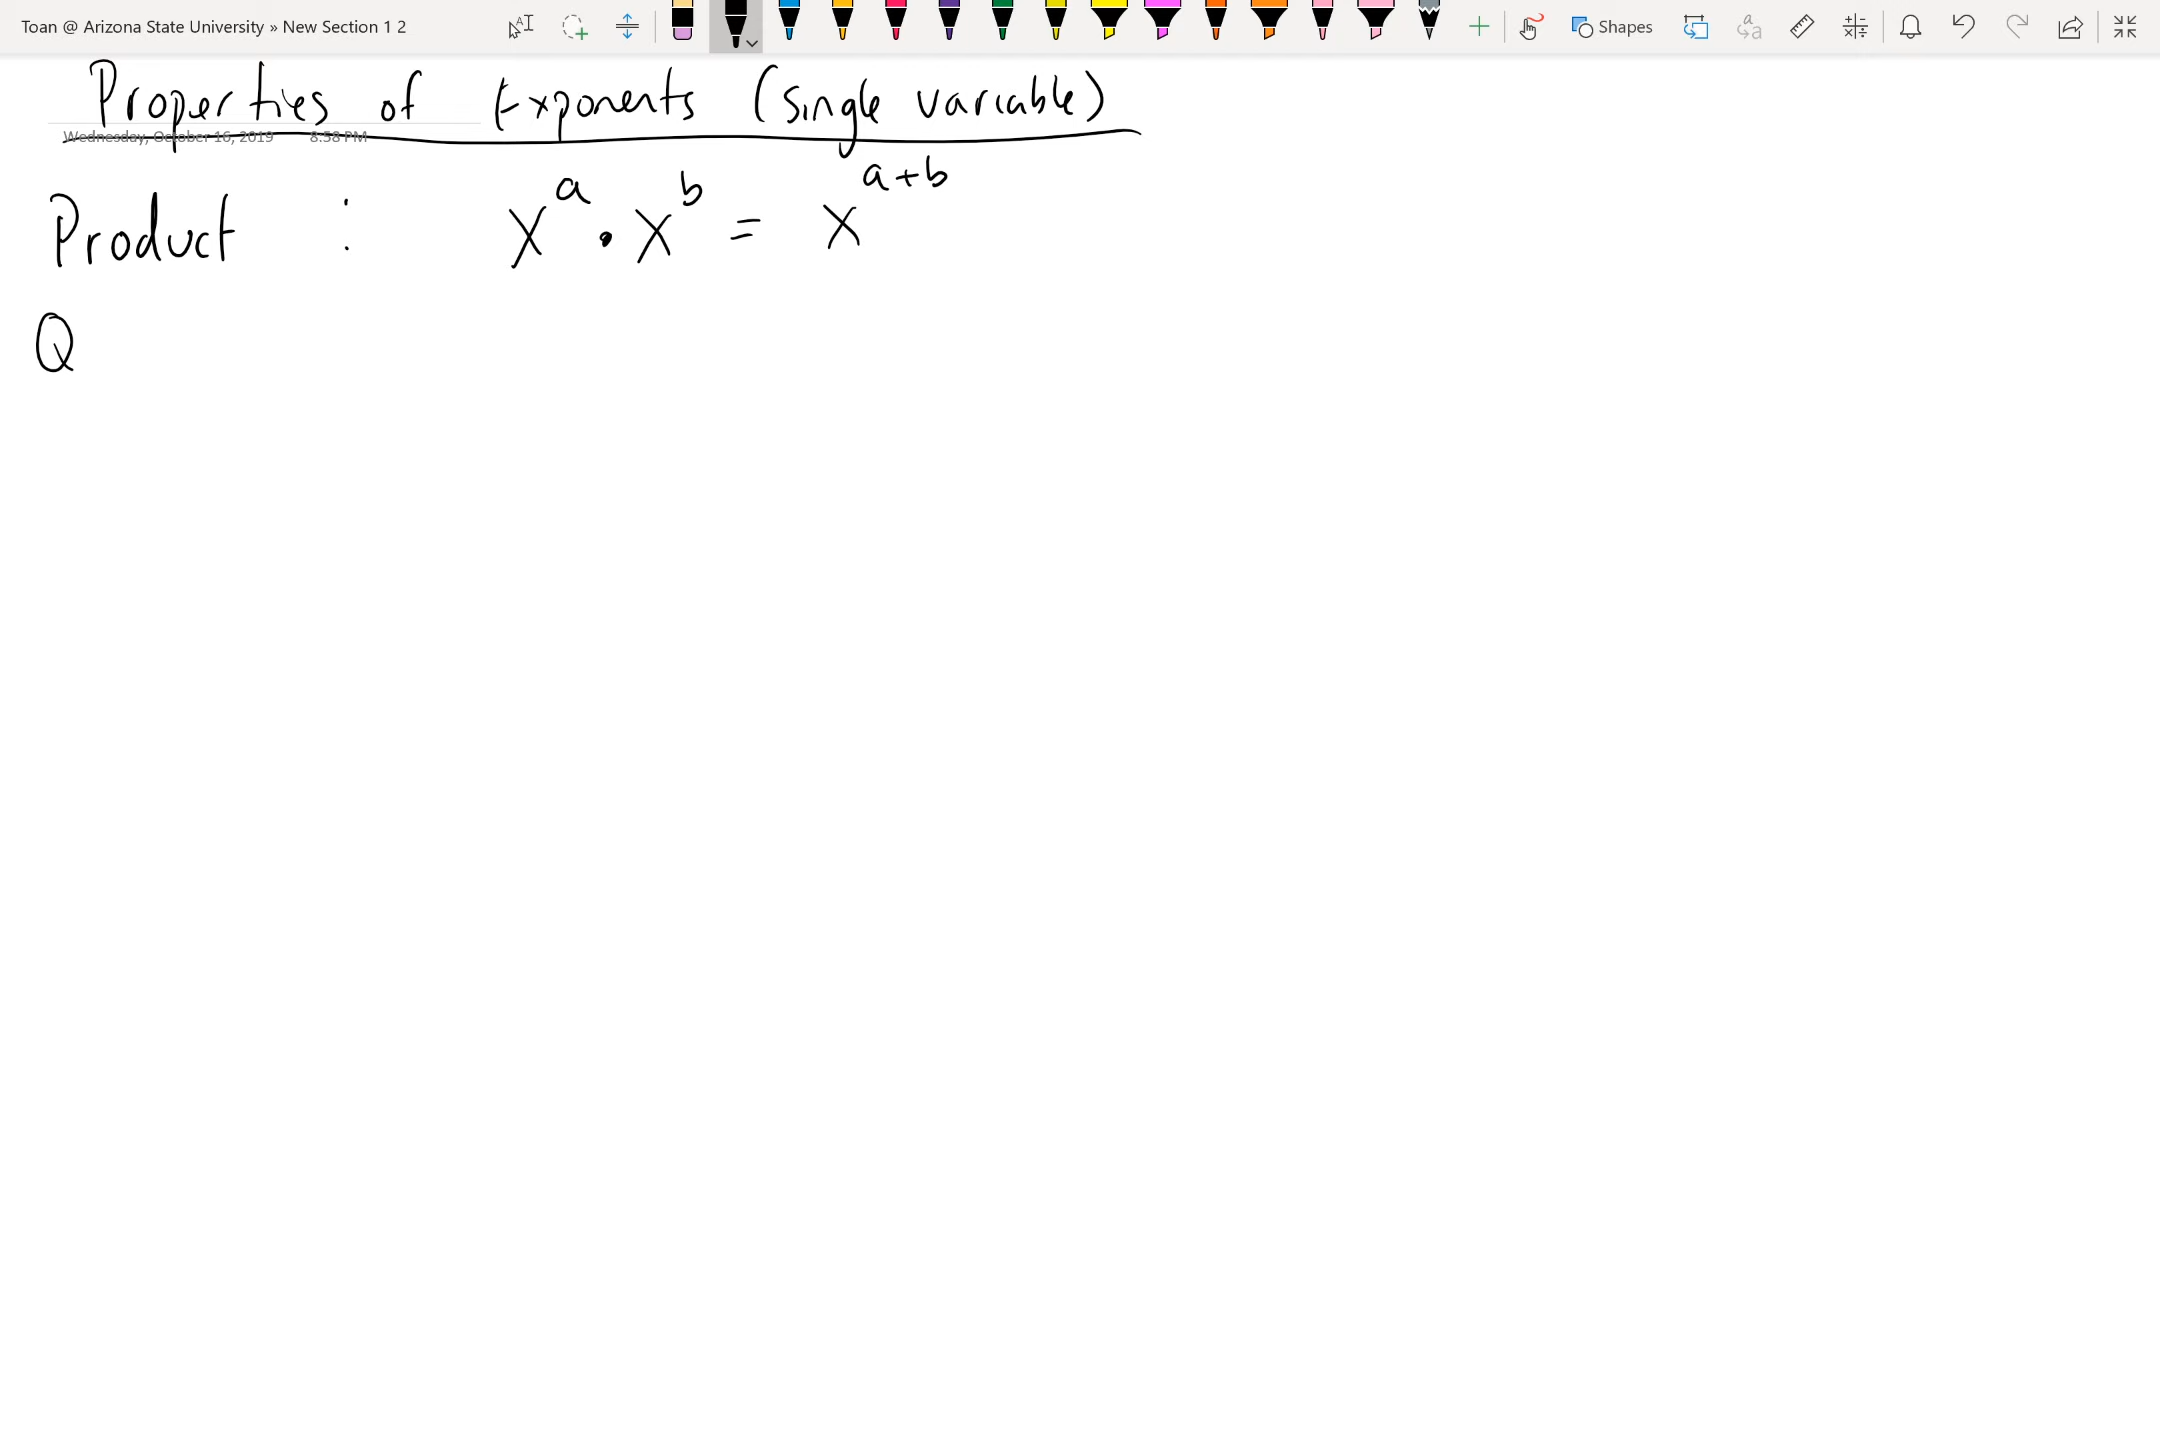 Toan @ Arizona State University » New Section 1 2
Shapes
Properties of Exponents (single variable)
Wednesday, October 16, 2019 8:58 PM
Product : x^a · x^b = x^(a+b)
Q